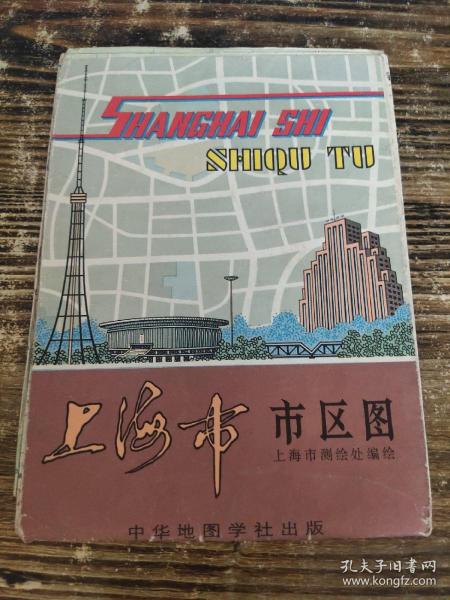 SHANGHAI SHI
SHIQU TU
上海市
市区图
上海市测绘处编绘
中华地图学社出版
孔夫子旧书网
www.kongfz.com